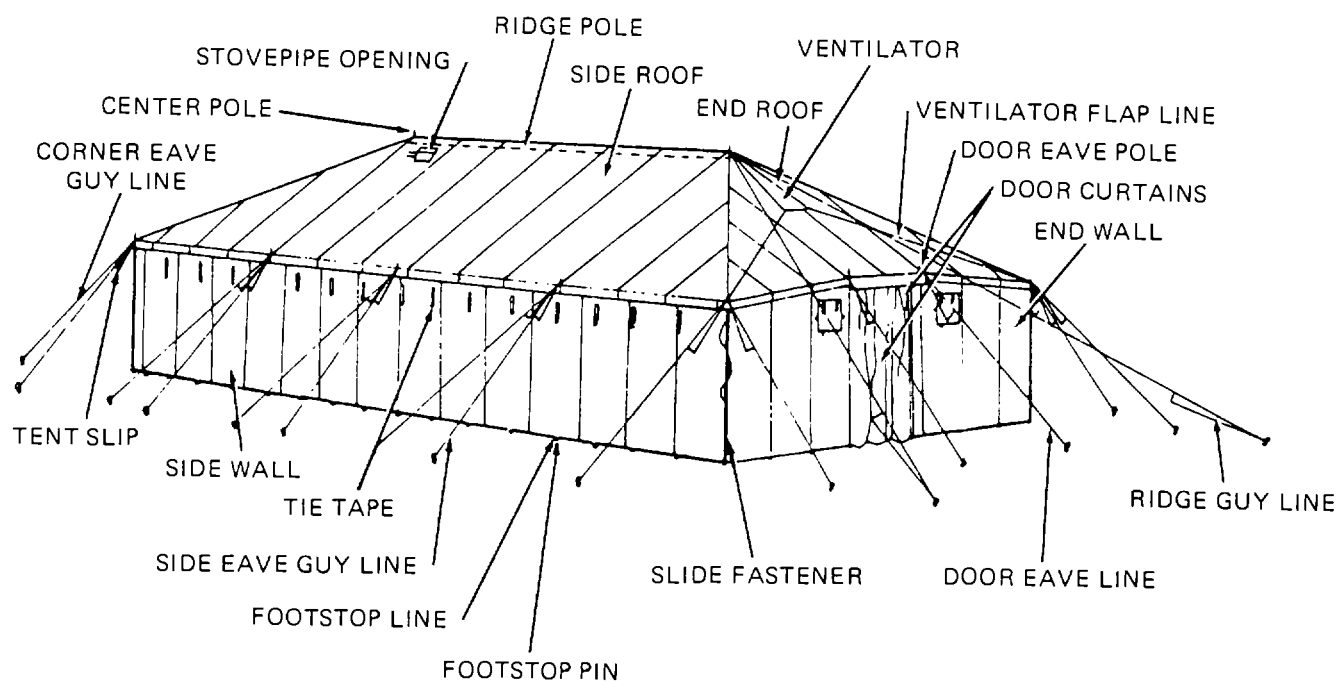 RIDGE POLE
STOVEPIPE OPENING
VENTILATOR
SIDE ROOF
CENTER POLE
END ROOF
VENTILATOR FLAP LINE
CORNER EAVE
GUY LINE
DOOR EAVE POLE
DOOR CURTAINS
END WALL
TENT SLIP
SIDE WALL
TIE TAPE
RIDGE GUY LINE
SIDE EAVE GUY LINE
SLIDE FASTENER
DOOR EAVE LINE
FOOTSTOP LINE
FOOTSTOP PIN